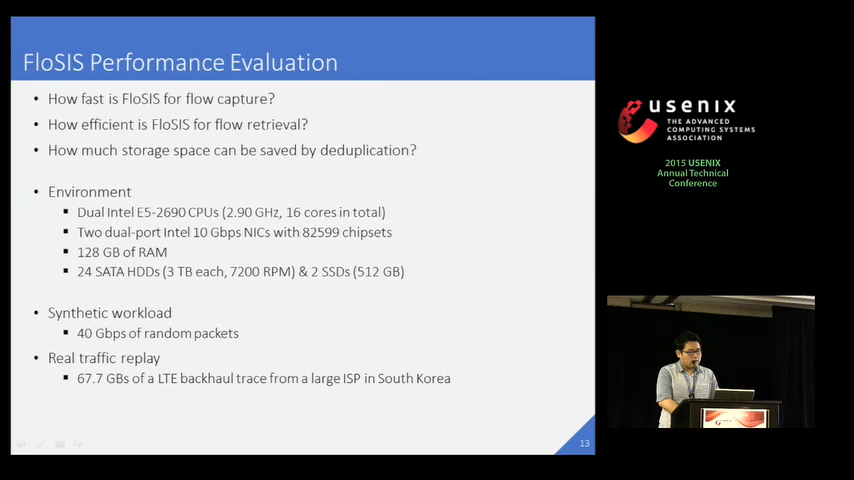 FloSIS Performance Evaluation
• How fast is FloSIS for flow capture?
• How efficient is FloSIS for flow retrieval?
• How much storage space can be saved by deduplication?
• Environment
▪ Dual Intel E5-2690 CPUs (2.90 GHz, 16 cores in total)
▪ Two dual-port Intel 10 Gbps NICs with 82599 chipsets
▪ 128 GB of RAM
▪ 24 SATA HDDs (3 TB each, 7200 RPM) & 2 SSDs (512 GB)
• Synthetic workload
▪ 40 Gbps of random packets
• Real traffic replay
▪ 67.7 GBs of a LTE backhaul trace from a large ISP in South Korea
13
usenix
THE ADVANCED
COMPUTING SYSTEMS
ASSOCIATION
2015 USENIX
Annual Technical
Conference